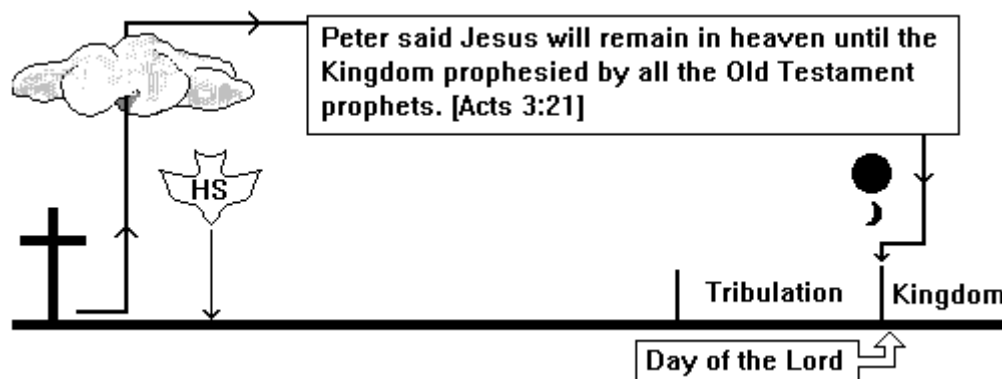 Peter said Jesus will remain in heaven until the
Kingdom prophesied by all the Old Testament
prophets. [Acts 3:21]
HS
Tribulation
Kingdom
Day of the Lord